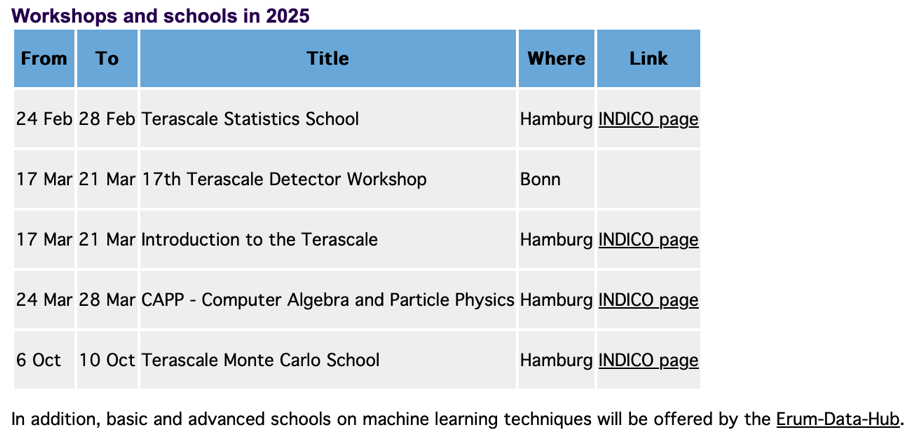 Workshops and schools in 2025
From To Title Where Link
24 Feb 28 Feb Terascale Statistics School Hamburg INDICO page
17 Mar 21 Mar 17th Terascale Detector Workshop Bonn
17 Mar 21 Mar Introduction to the Terascale Hamburg INDICO page
24 Mar 28 Mar CAPP - Computer Algebra and Particle Physics Hamburg INDICO page
6 Oct 10 Oct Terascale Monte Carlo School Hamburg INDICO page
In addition, basic and advanced schools on machine learning techniques will be offered by the Erum-Data-Hub.